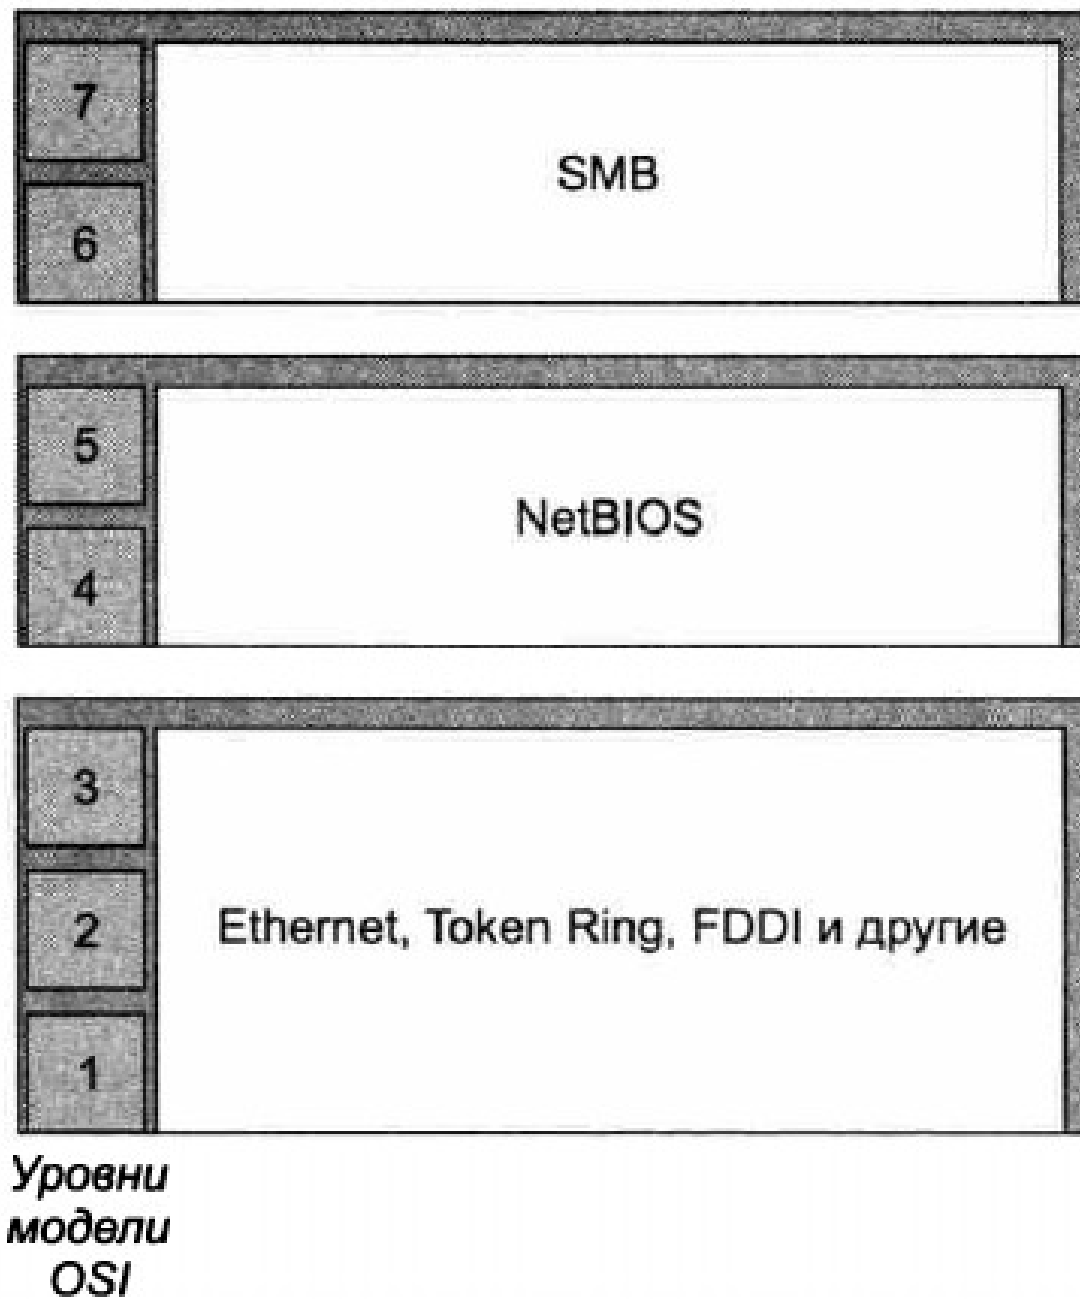 7
SMB
6
5
NetBIOS
4
3
2
Ethernet, Token Ring, FDDI и другие
1
Уровни
модели
OSI